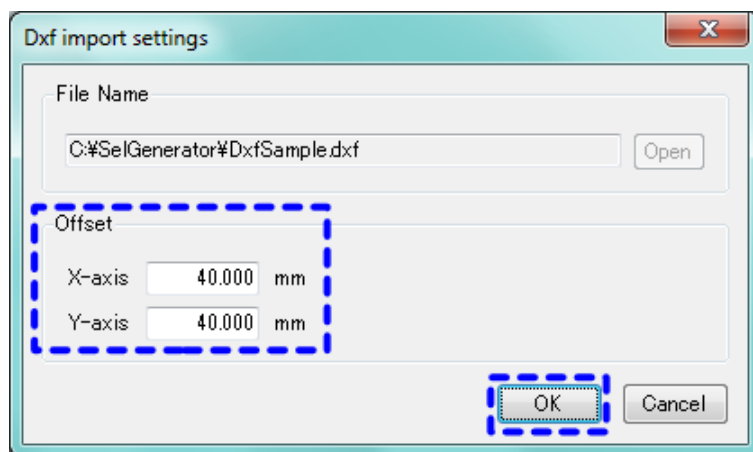 Dxf import settings
File Name
C:¥SelGenerator¥DxfSample.dxf
Open
Offset
X-axis 40.000 mm
Y-axis 40.000 mm
OK Cancel